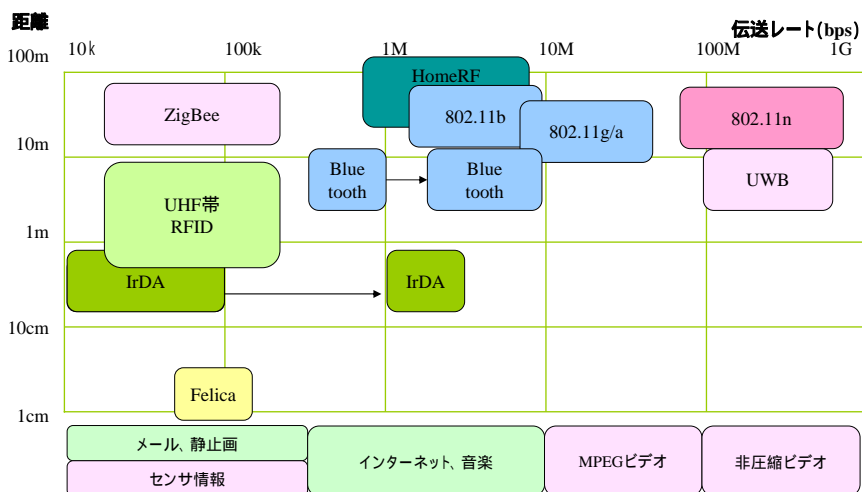 距離
伝送レート(bps)
10k 100k 1M 10M 100M 1G
100m
HomeRF
ZigBee
802.11b
802.11g/a
802.11n
10m
Blue
tooth
Blue
tooth
UWB
UHF帯
RFID
1m
IrDA
IrDA
10cm
Felica
1cm
メール、静止画
センサ情報
インターネット、音楽
MPEGビデオ
非圧縮ビデオ